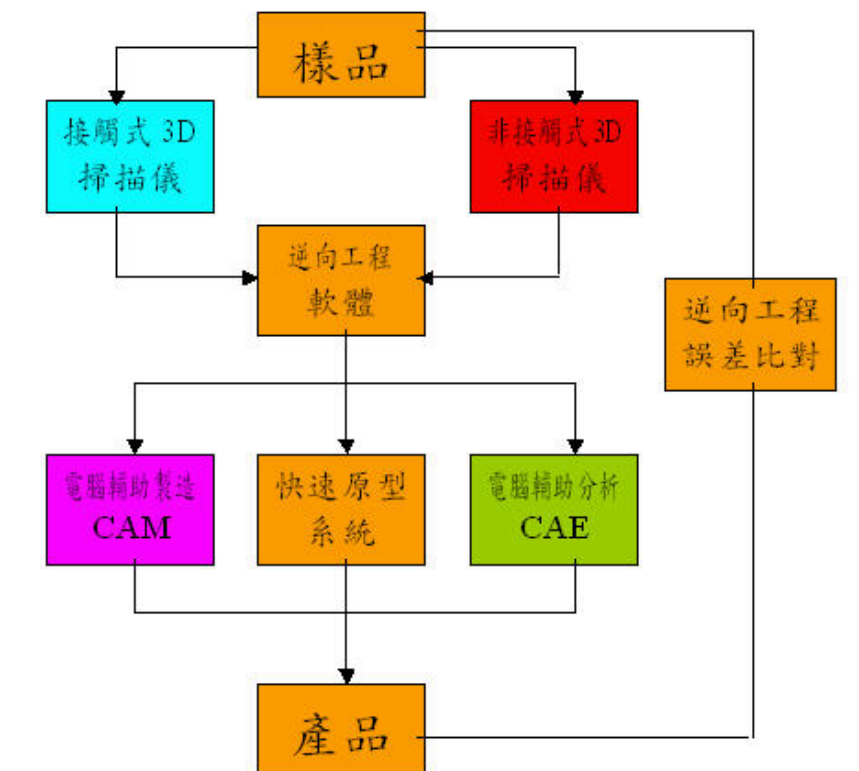 樣品
接觸式 3D
掃描儀
非接觸式 3D
掃描儀
逆向工程
軟體
逆向工程
誤差比對
電腦輔助製造
CAM
快速原型
系統
電腦輔助分析
CAE
產品